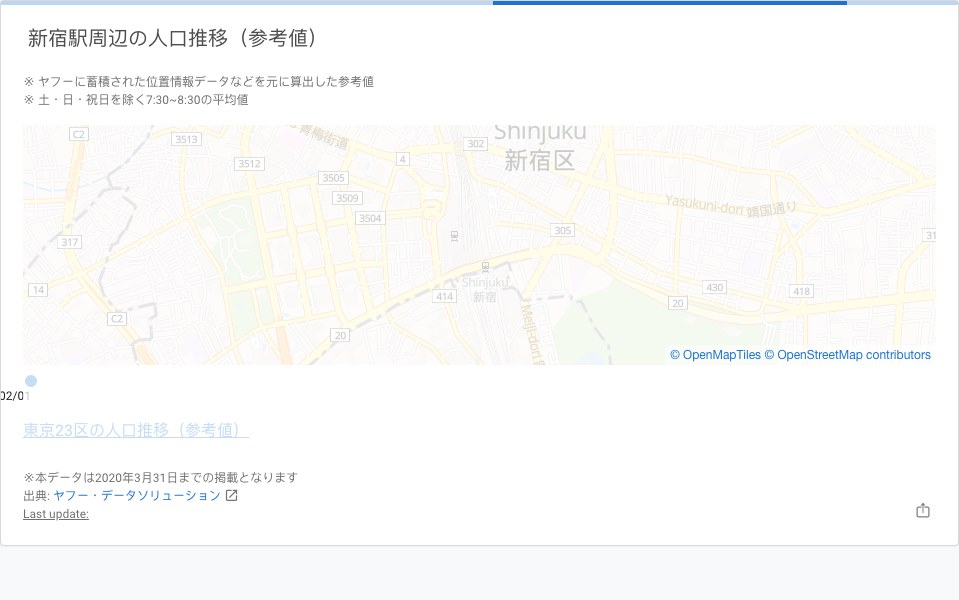 新宿駅周辺の人口推移（参考値）
※ ヤフーに蓄積された位置情報データなどを元に算出した参考値
※ 土・日・祝日を除く7:30~8:30の平均値
C2
3513
青梅街道
302
Shinjuku
新宿区
4
3512
3505
3509
3504
Yasukuni-dori 靖国通り
305
31
317
14
Shinjuku
新宿
414
430
418
20
C2
20
Meiji-dori
© OpenMapTiles © OpenStreetMap contributors
02/01
東京23区の人口推移（参考値）
※本データは2020年3月31日までの掲載となります
出典: ヤフー・データソリューション
Last update: